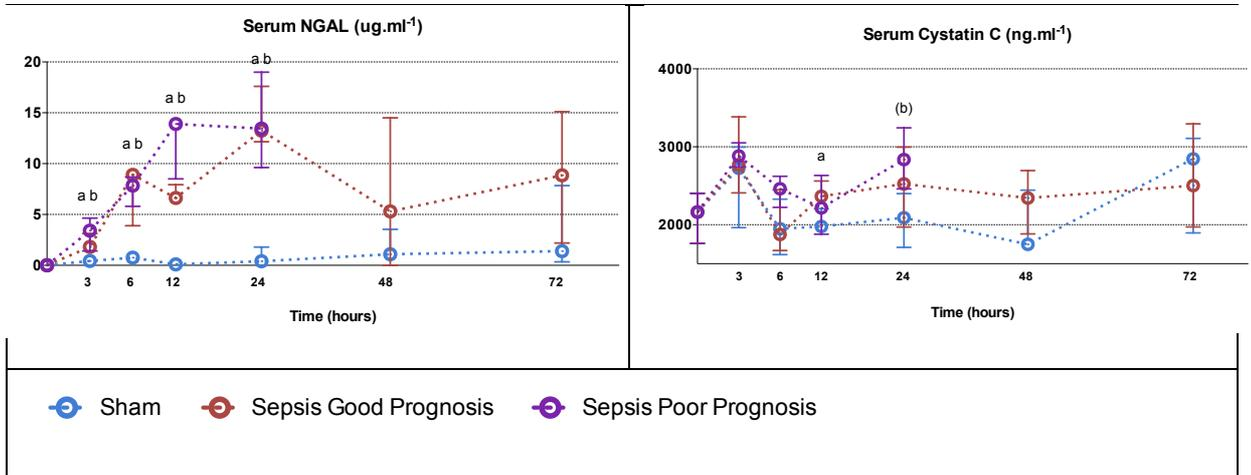 Serum NGAL (ug.ml-1)
20
15
10
5
0
a b
a b
a b
a b
3 6 12 24 48 72
Time (hours)
Serum Cystatin C (ng.ml-1)
4000
3000
2000
a
(b)
3 6 12 24 48 72
Time (hours)
Sham Sepsis Good Prognosis Sepsis Poor Prognosis